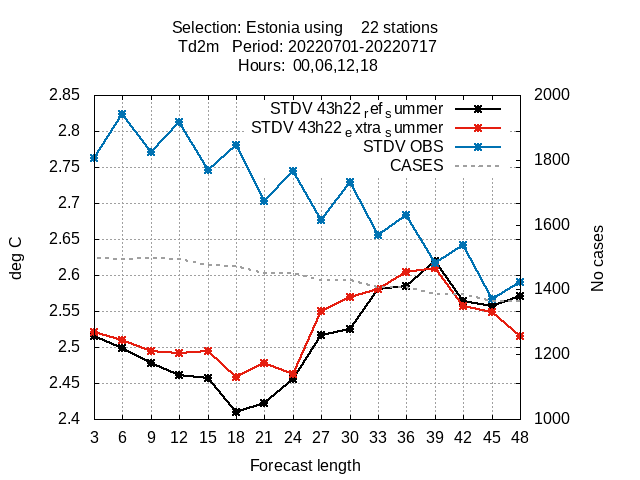 Selection: Estonia using 22 stations
Td2m Period: 20220701-20220717
Hours: 00,06,12,18
STDV 43h22 ref summer
STDV 43h22 extra summer
STDV OBS
CASES
2.85
2.8
2.75
2.7
2.65
2.6
2.55
2.5
2.45
2.4
deg C
2000
1800
1600
1400
1200
1000
No cases
3 6 9 12 15 18 21 24 27 30 33 36 39 42 45 48
Forecast length